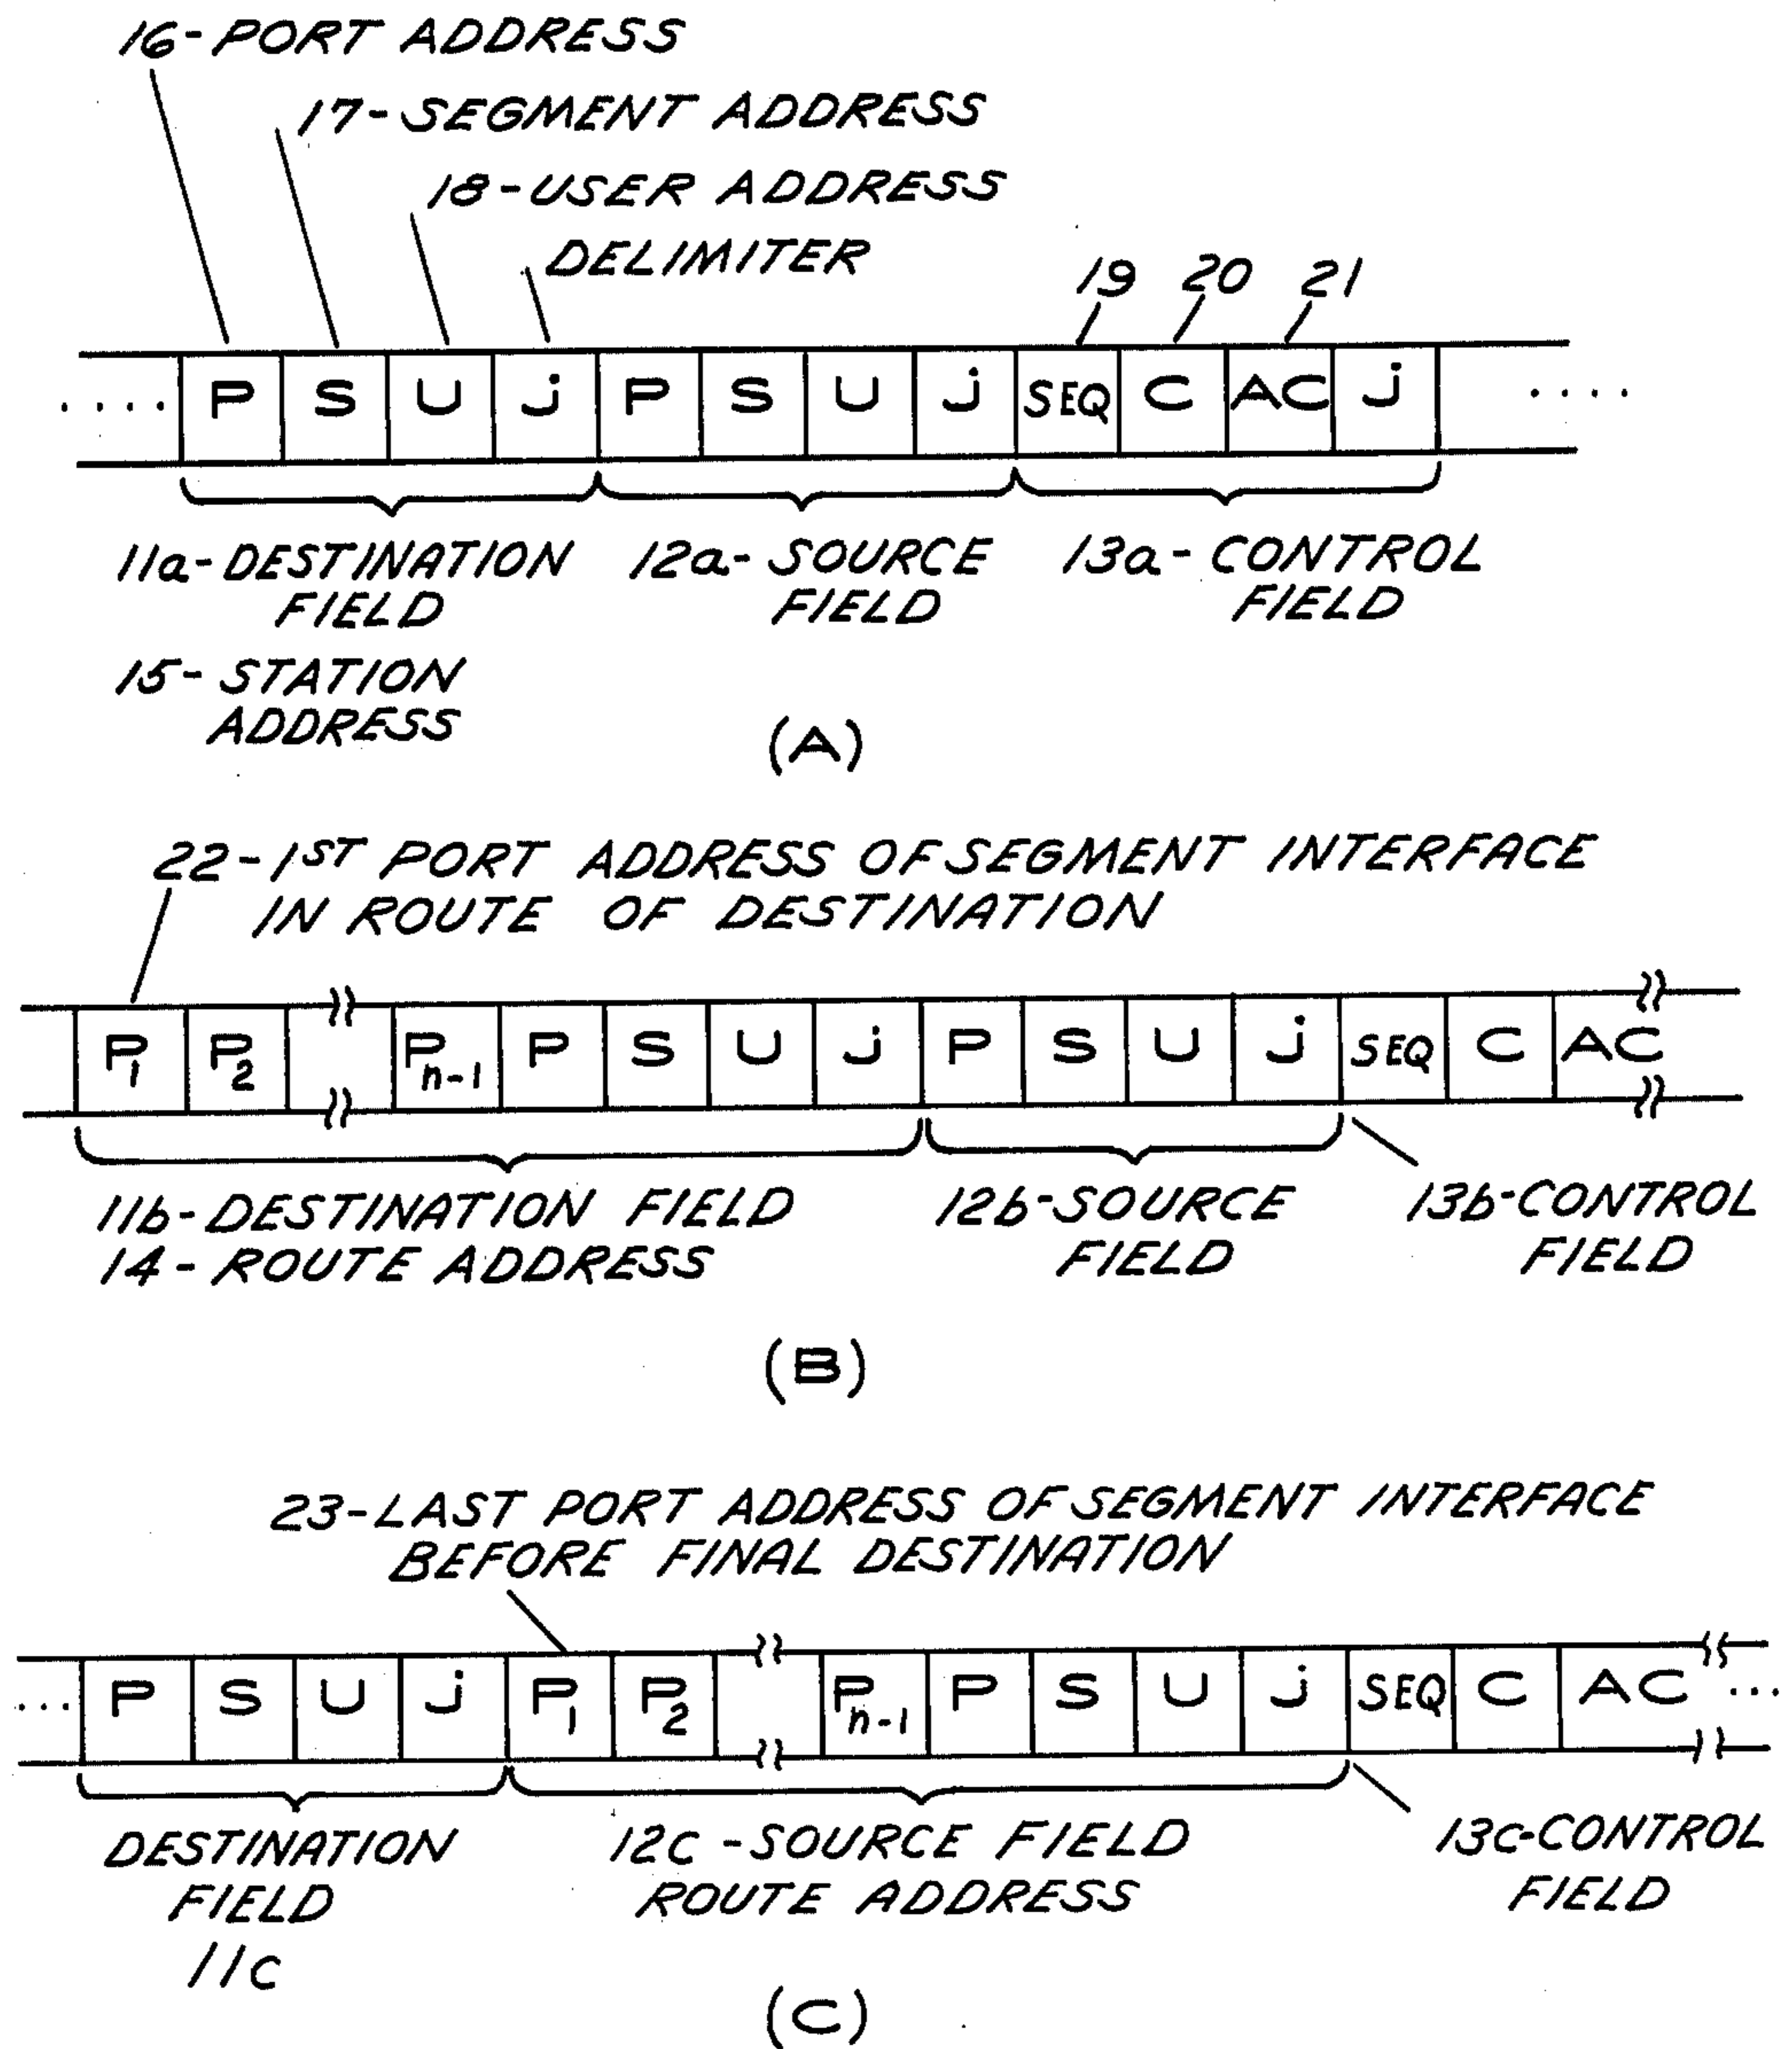 16-PORT ADDRESS
17-SEGMENT ADDRESS
18-USER ADDRESS
DELIMITER
19 20 21
.... P S U j P S U j SEQ C AC j ....
11a-DESTINATION FIELD
12a-SOURCE FIELD
13a-CONTROL FIELD
15-STATION ADDRESS
(A)
22-1ST PORT ADDRESS OF SEGMENT INTERFACE
IN ROUTE OF DESTINATION
P1 P2 Pn-1 P S U j P S U j SEQ C AC
11b-DESTINATION FIELD
14-ROUTE ADDRESS
12b-SOURCE FIELD
13b-CONTROL FIELD
(B)
23-LAST PORT ADDRESS OF SEGMENT INTERFACE
BEFORE FINAL DESTINATION
... P S U j P1 P2 Pn-1 P S U j SEQ C AC ...
DESTINATION FIELD
11c
12c-SOURCE FIELD
ROUTE ADDRESS
13c-CONTROL FIELD
(C)